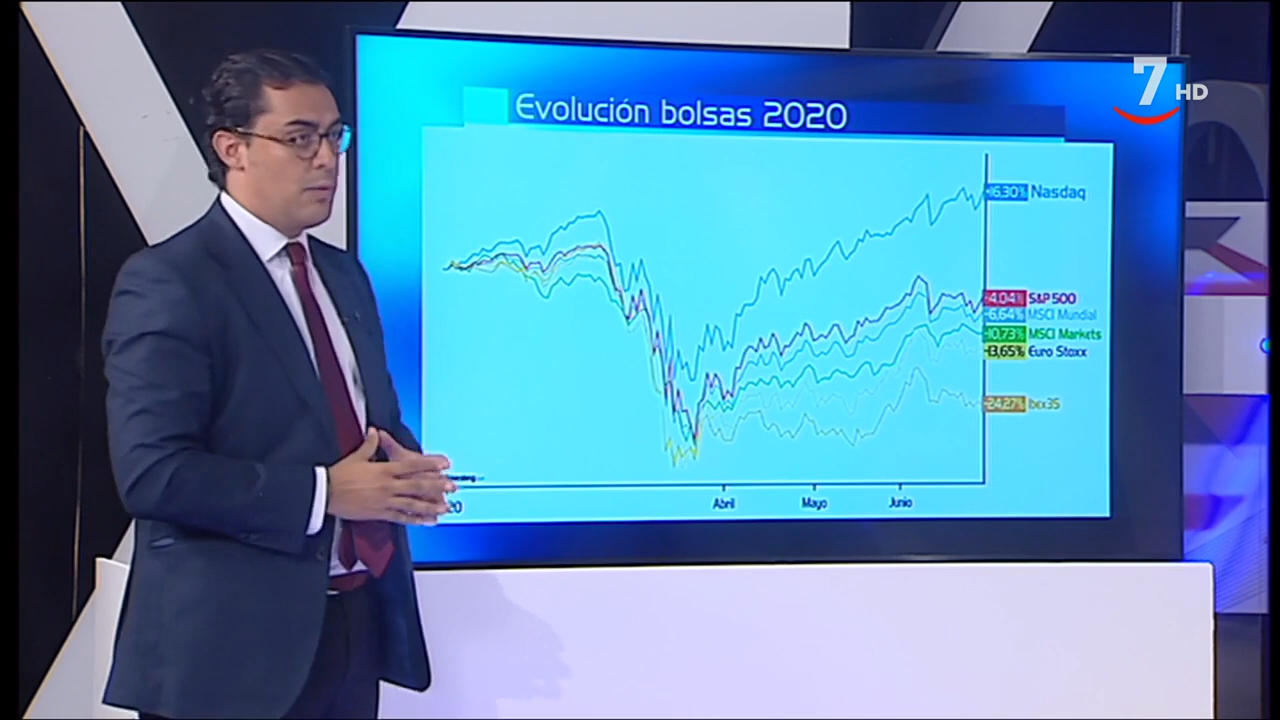 7 HD
Evolución bolsas 2020
16.30% Nasdaq
-4.04% S&P 500
-6,64% MSCI Mundial
-10,73% MSCI Markets
-13,65% Euro Stoxx
-24,27% Ibex35
20
Abril Mayo Junio